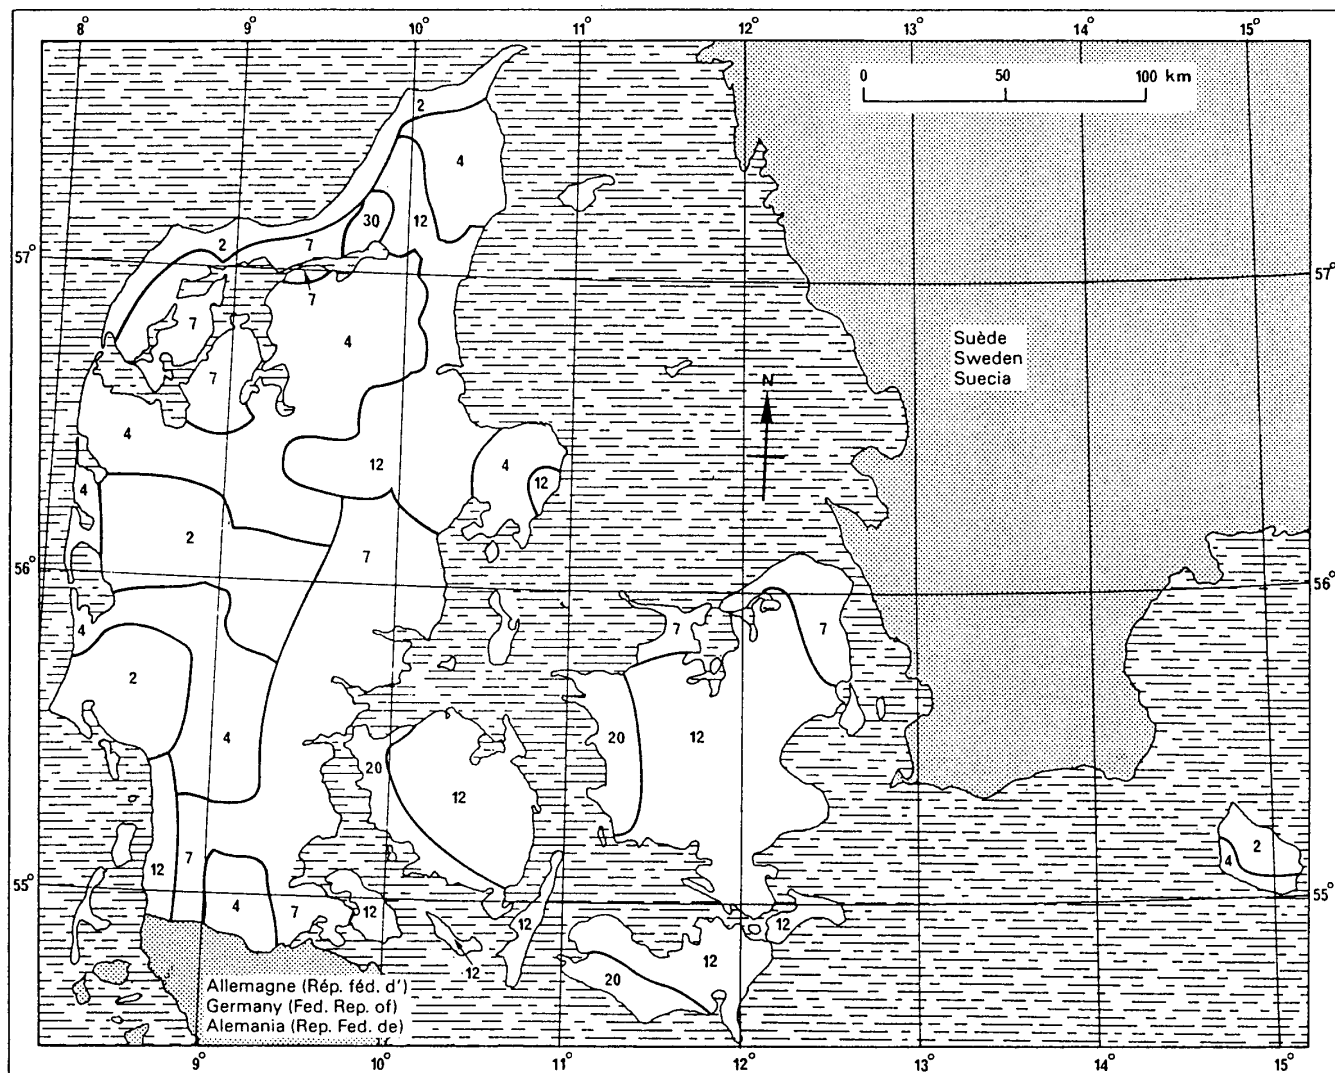 8° 9° 10° 11° 12° 13° 14° 15°
0 50 100 km
2
4
30 12
57° 2 7 57°
7
7 4
Suède
Sweden
Suecia
7
N
4 12 4
4 12
2 7
56° 56°
4 7 7
2
4 20 12
20
12
2
4
12 7
55° 55°
4 7 12 12 12
12
12
20
Allemagne (Rép. féd. d')
Germany (Fed. Rep. of)
Alemania (Rep. Fed. de)
9° 10° 11° 12° 13° 14° 15°